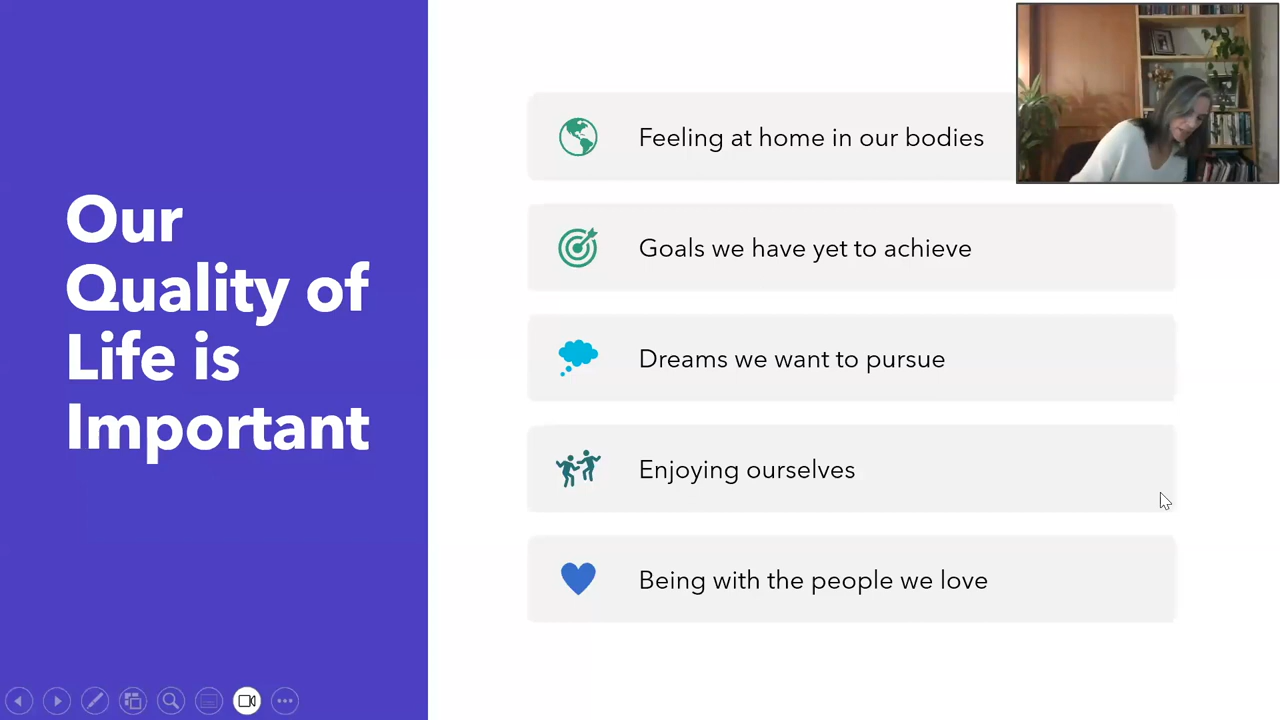 Our
Quality of
Life is
Important
Feeling at home in our bodies
Goals we have yet to achieve
Dreams we want to pursue
Enjoying ourselves
Being with the people we love